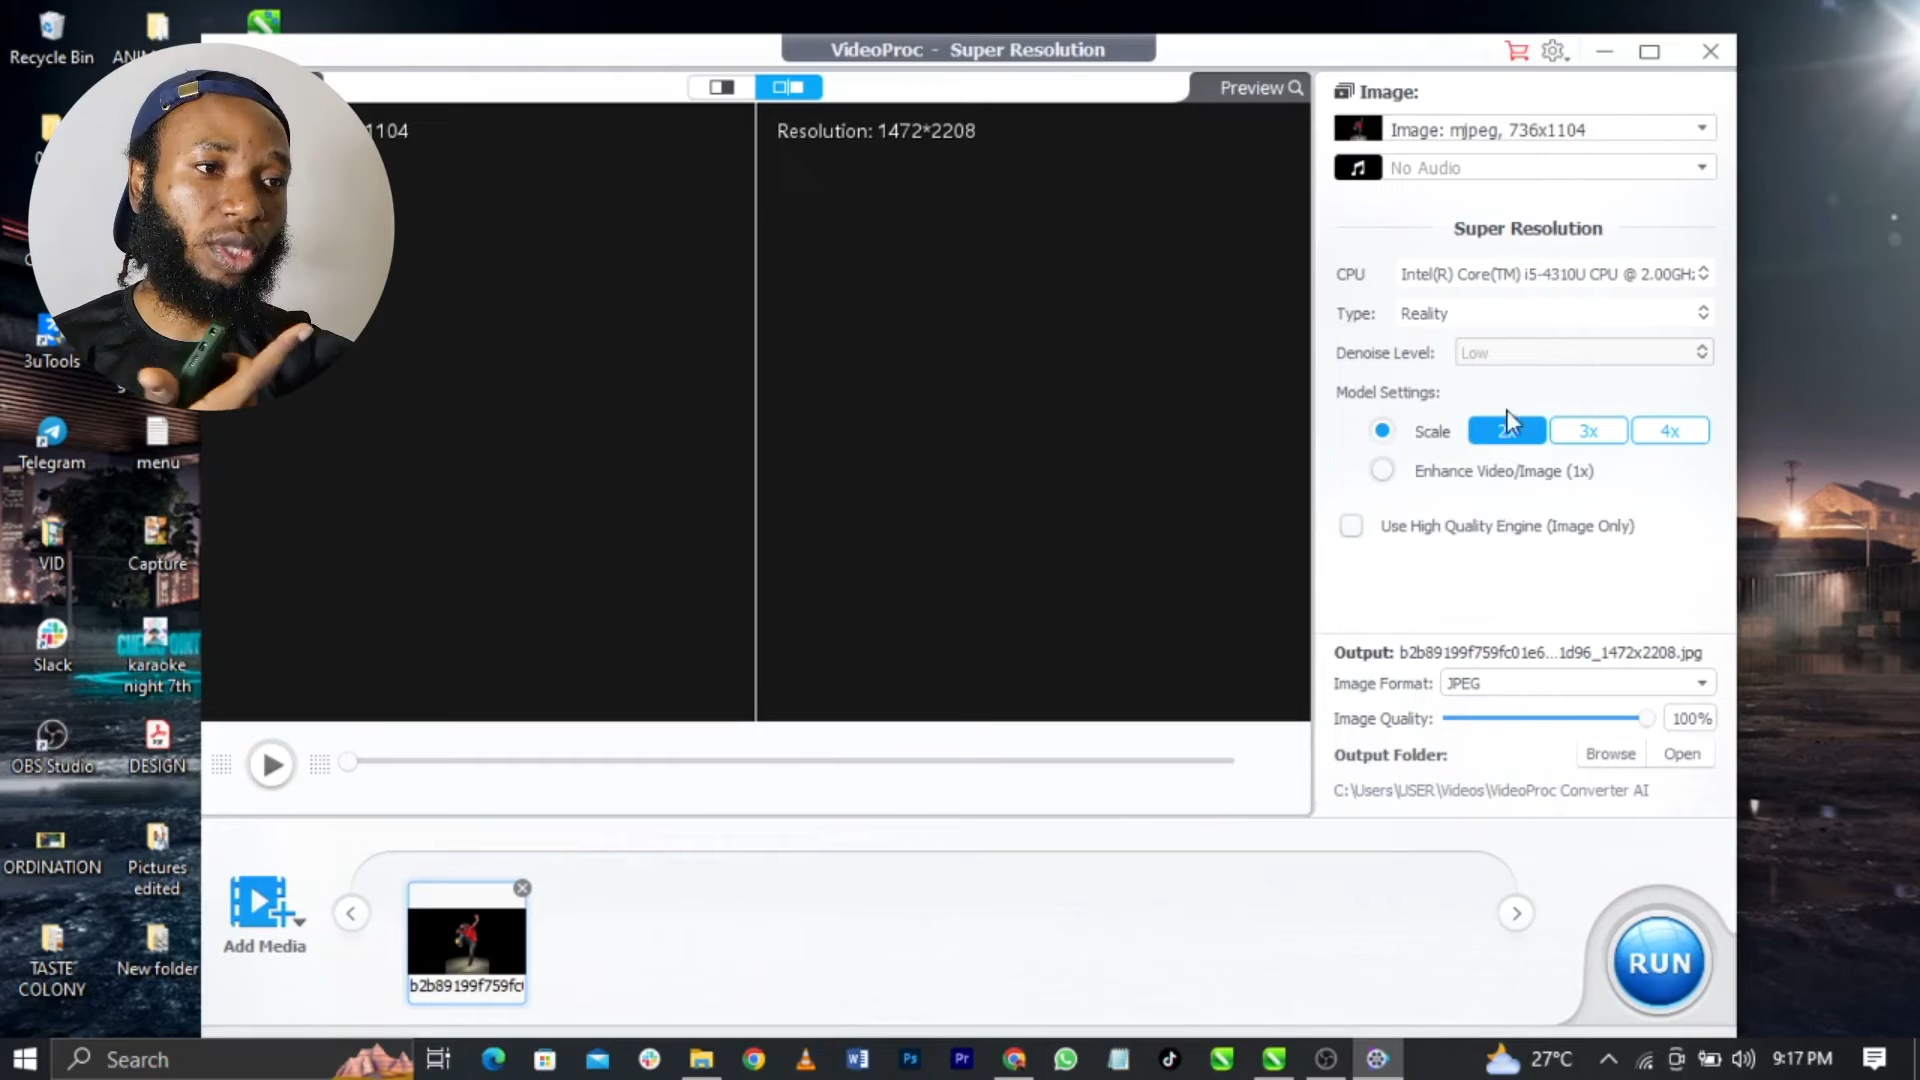 Recycle Bin
VideoProc - Super Resolution
Preview
Image:
1104
Resolution: 1472*2208
Image: mjpeg, 736x1104
No Audio
Super Resolution
CPU Intel(R) Core(TM) i5-4310U CPU @ 2.00GHz
Type: Reality
Denoise Level: Low
Model Settings:
Scale 2x 3x 4x
Enhance Video/Image (1x)
Use High Quality Engine (Image Only)
3uTools
Telegram
menu
VID
Capture
Slack
karaoke
night 7th
OBS Studio
DESIGN
ORDINATION
Pictures
edited
TASTE
COLONY
New folder
Output: b2b89199f759fc01e6...1d96_1472x2208.jpg
Image Format: JPEG
Image Quality: 100%
Output Folder: Browse Open
C:\Users\USER\Videos\VideoProc Converter AI
Add Media
b2b89199f759fc
RUN
Search
27°C
9:17 PM